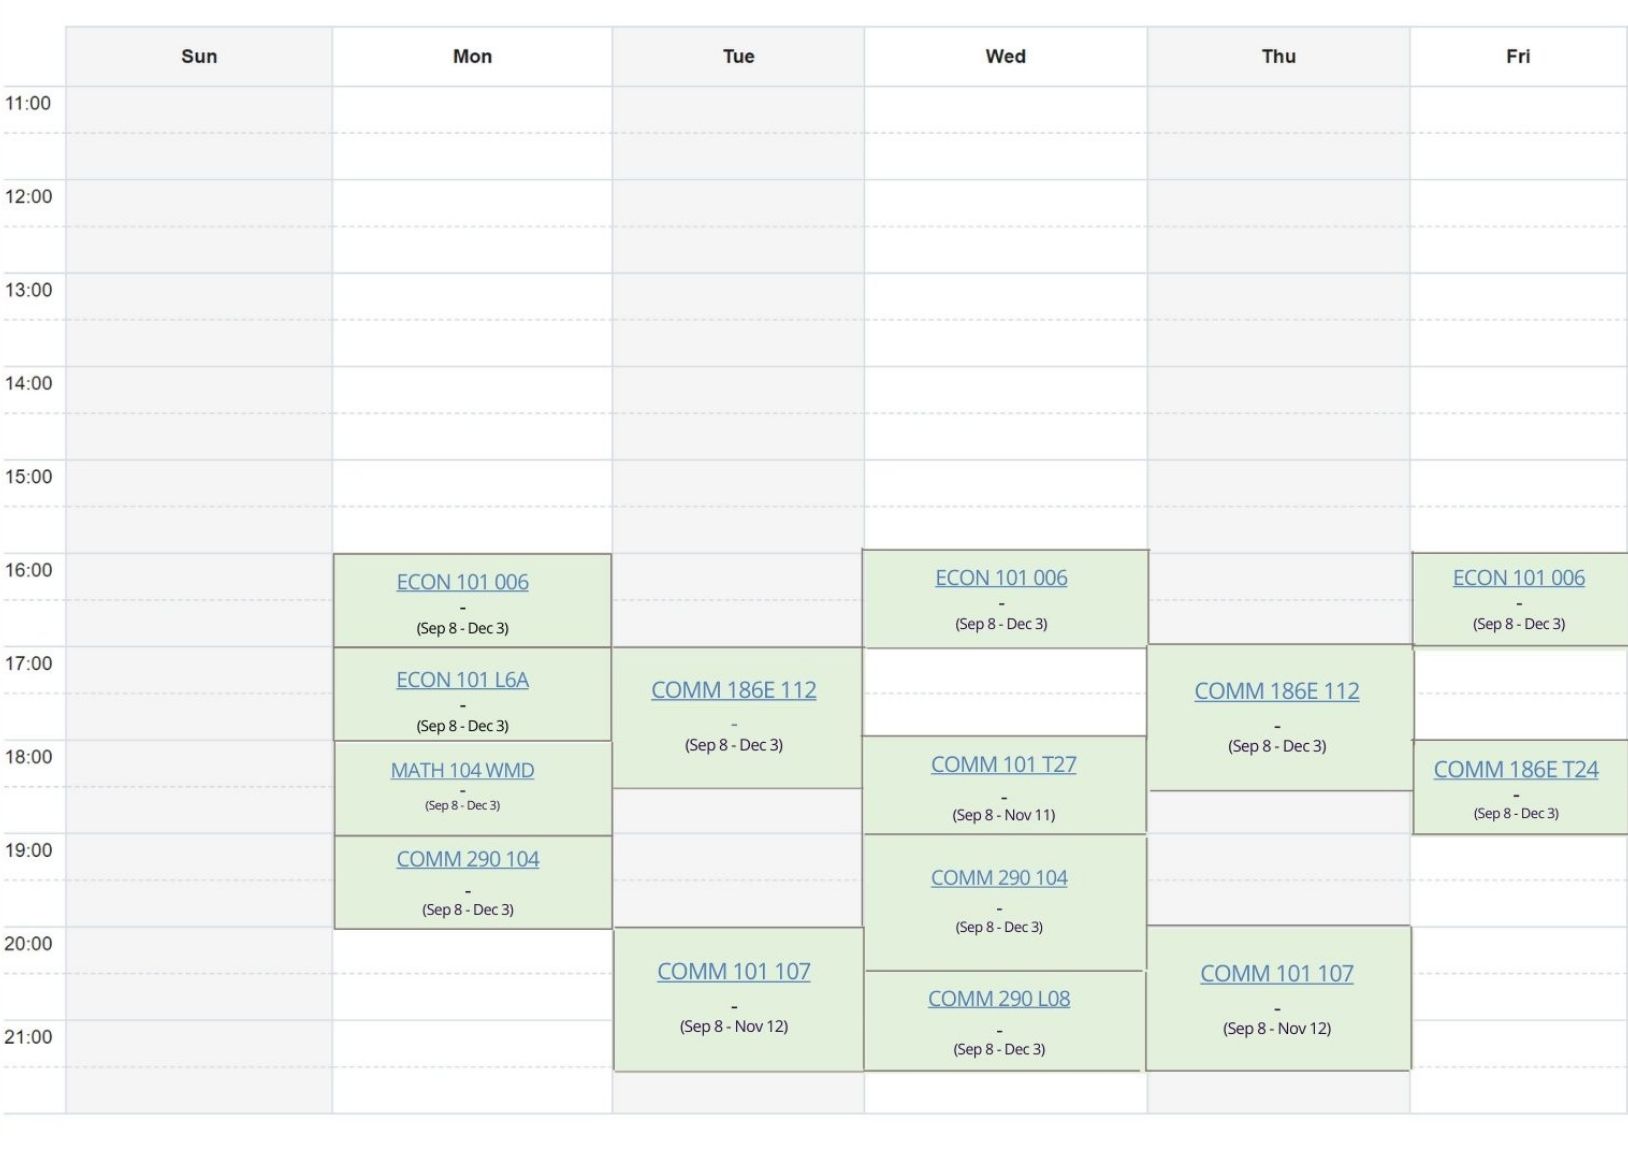 Sun Mon Tue Wed Thu Fri
11:00
12:00
13:00
14:00
15:00
16:00
17:00
18:00
19:00
20:00
21:00
ECON 101 006
-
(Sep 8 - Dec 3)
ECON 101 L6A
-
(Sep 8 - Dec 3)
MATH 104 WMD
-
(Sep 8 - Dec 3)
COMM 290 104
-
(Sep 8 - Dec 3)
COMM 186E 112
-
(Sep 8 - Dec 3)
COMM 101 107
-
(Sep 8 - Nov 12)
ECON 101 006
-
(Sep 8 - Dec 3)
COMM 101 T27
-
(Sep 8 - Nov 11)
COMM 290 104
-
(Sep 8 - Dec 3)
COMM 290 L08
-
(Sep 8 - Dec 3)
COMM 186E 112
-
(Sep 8 - Dec 3)
COMM 101 107
-
(Sep 8 - Nov 12)
ECON 101 006
-
(Sep 8 - Dec 3)
COMM 186E T24
-
(Sep 8 - Dec 3)